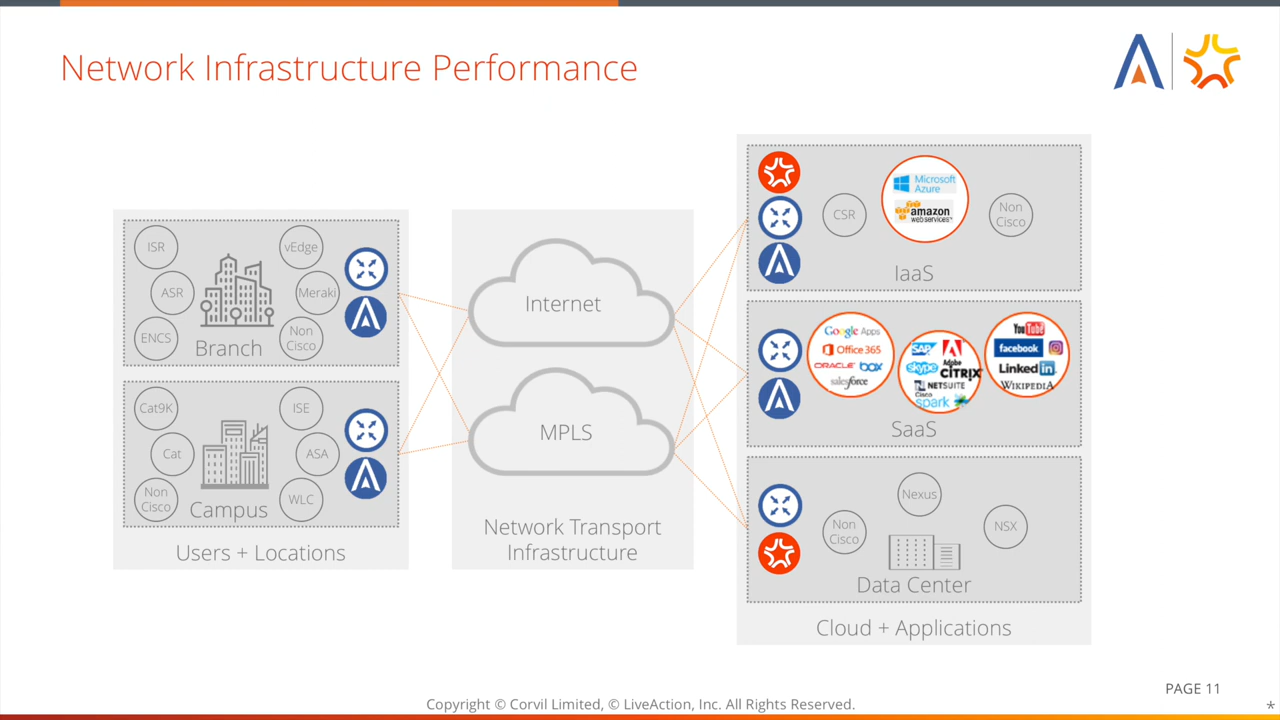 Network Infrastructure Performance
ISR
vEdge
ASR
Meraki
ENCS
Non
Cisco
Branch
Cat9K
ISE
Cat
ASA
Non
Cisco
WLC
Campus
Users + Locations
Internet
MPLS
Network Transport
Infrastructure
CSR
Microsoft
Azure
amazon
webservices™
Non
Cisco
IaaS
Google Apps
Office 365
ORACLE box
salesforce
SAP Adobe
skype CITRIX
NETSUITE
Cisco
spark
YouTube
facebook
Linked in
WIKIPEDIA
SaaS
Nexus
Non
Cisco
NSX
Data Center
Cloud + Applications
PAGE 11
Copyright © Corvil Limited, © LiveAction, Inc. All Rights Reserved.
*